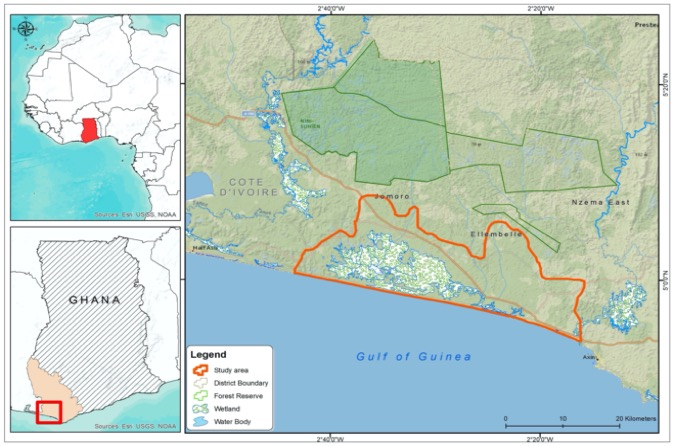 Sources: Esri, USGS, NOAA
GHANA
Sources: Esri, USGS, NOAA
2°40'0"W
2°20'0"W
Prestea
5°20'0"N
COTE
D'IVOIRE
Jomoro
Nzema East
Ellembelle
Half Assi
5°0'0"N
Axim
Gulf of Guinea
Legend
Study area
District Boundary
Forest Reserve
Wetland
Water Body
0
10
20 Kilometers
2°40'0"W
2°20'0"W